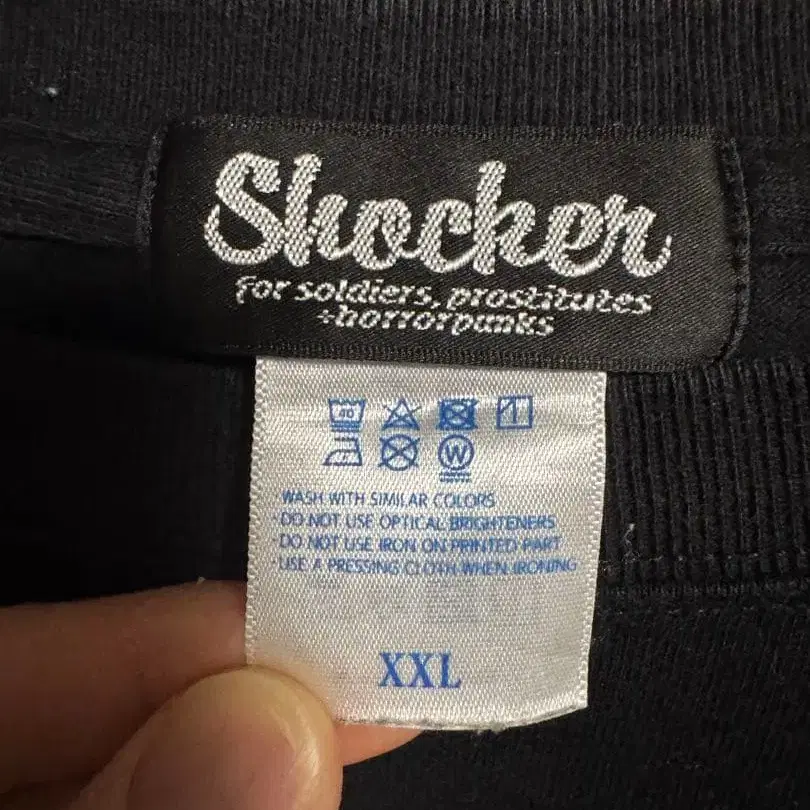 Shocker
for soldiers, prostitutes
+horrorpunks
40
W
WASH WITH SIMILAR COLORS
・DO NOT USE OPTICAL BRIGHTENERS
・DO NOT USE IRON ON PRINTED PART
・USE A PRESSING CLOTH WHEN IRONING
XXL